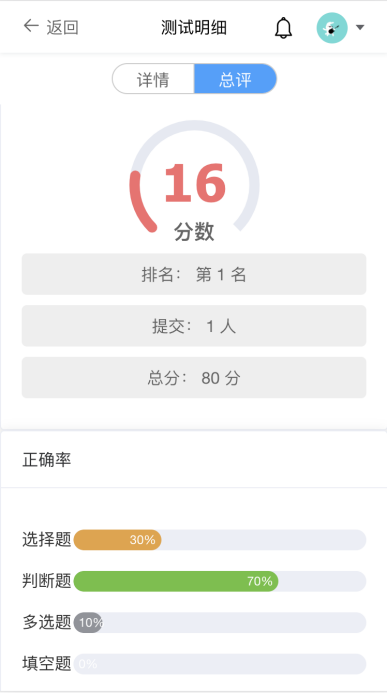 返回 测试明细
详情 总评
16
分数
排名： 第 1 名
提交： 1 人
总分： 80 分
正确率
选择题 30%
判断题 70%
多选题 10%
填空题 0%